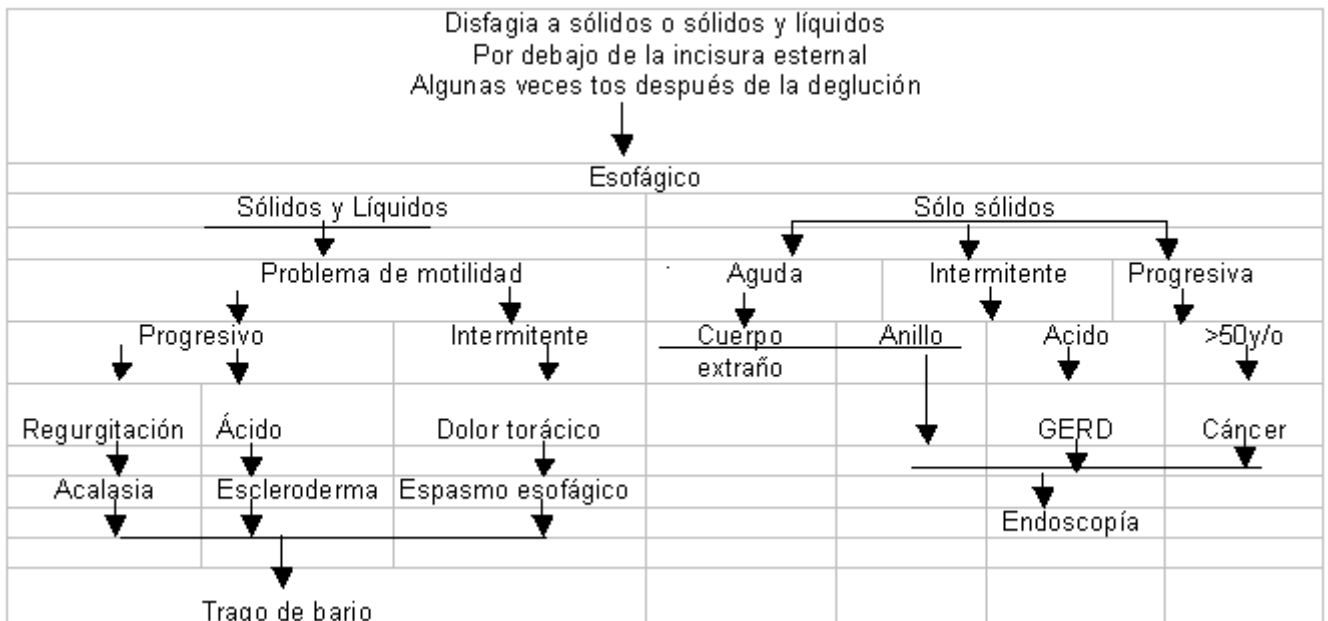 Disfagia a sólidos o sólidos y líquidos
Por debajo de la incisura esternal
Algunas veces tos después de la deglución
Esofágico
Sólidos y Líquidos
Sólo sólidos
Problema de motilidad
Aguda
Intermitente
Progresiva
Progresivo
Intermitente
Cuerpo
extraño
Anillo
Acido
>50y/o
Regurgitación
Ácido
Dolor torácico
GERD
Cáncer
Acalasia
Escleroderma
Espasmo esofágico
Endoscopía
Trago de bario